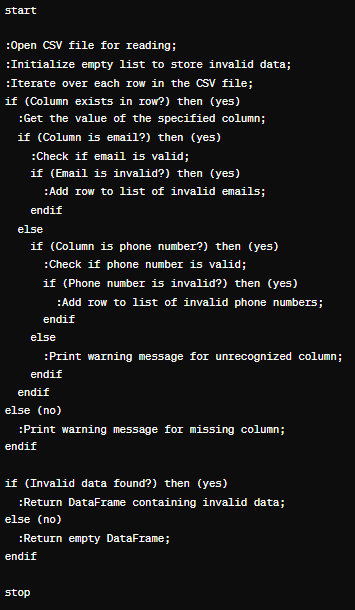 start
:Open CSV file for reading;
:Initialize empty list to store invalid data;
:Iterate over each row in the CSV file;
if (Column exists in row?) then (yes)
  :Get the value of the specified column;
  if (Column is email?) then (yes)
    :Check if email is valid;
    if (Email is invalid?) then (yes)
      :Add row to list of invalid emails;
    endif
  else
    if (Column is phone number?) then (yes)
      :Check if phone number is valid;
      if (Phone number is invalid?) then (yes)
        :Add row to list of invalid phone numbers;
      endif
    else
      :Print warning message for unrecognized column;
    endif
  endif
else (no)
  :Print warning message for missing column;
endif
if (Invalid data found?) then (yes)
  :Return DataFrame containing invalid data;
else (no)
  :Return empty DataFrame;
endif
stop